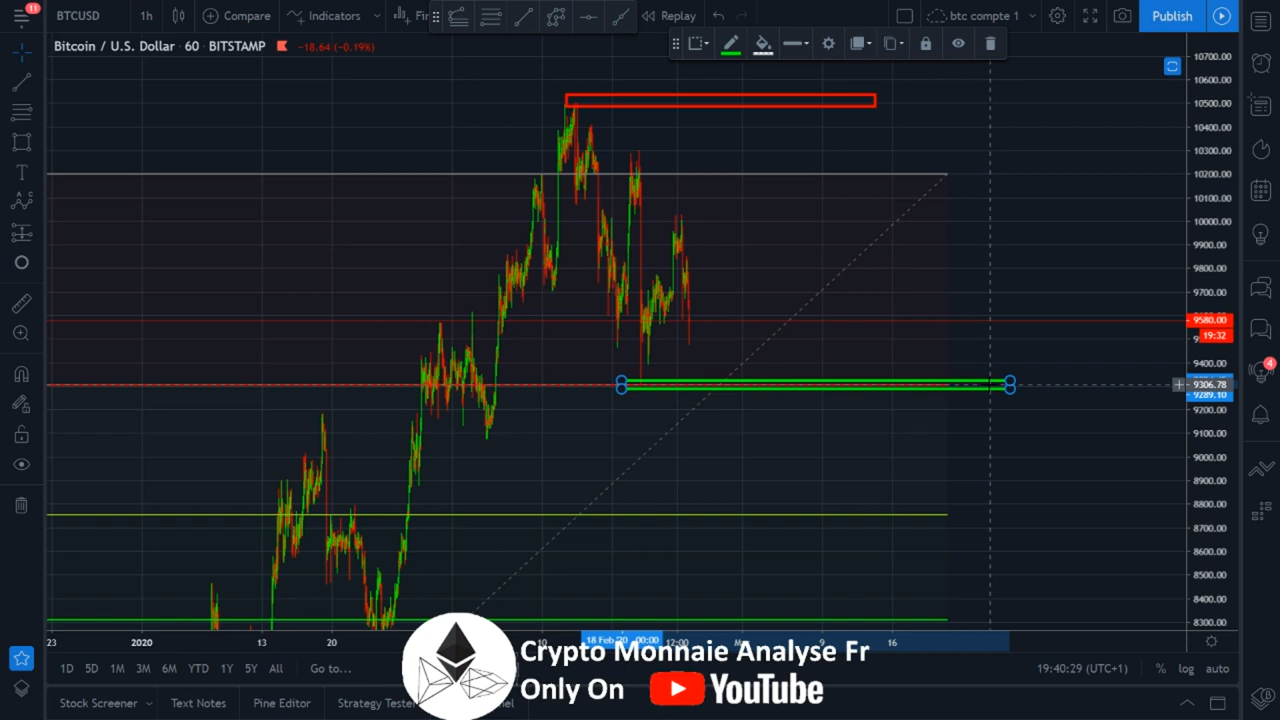 11
BTCUSD
1h
Compare
Indicators
Fir
Replay
btc compte 1
Publish
Bitcoin / U.S. Dollar · 60 · BITSTAMP
-18.64 (-0.19%)
10700.00
10600.00
10500.00
10400.00
10300.00
10200.00
10100.00
10000.00
9900.00
9800.00
9700.00
9580.00
19:32
9400.00
9306.78
9289.10
9200.00
9100.00
9000.00
8900.00
8800.00
8700.00
8600.00
8500.00
8400.00
8300.00
4
23
2020
13
20
10
18 Feb '20 00:00
12:00
9
16
1D
5D
1M
3M
6M
YTD
1Y
5Y
All
Go to...
19:40:29 (UTC+1)
%
log
auto
Crypto Monnaie Analyse Fr
Only On
YouTube
Stock Screener
Text Notes
Pine Editor
Strategy Tester